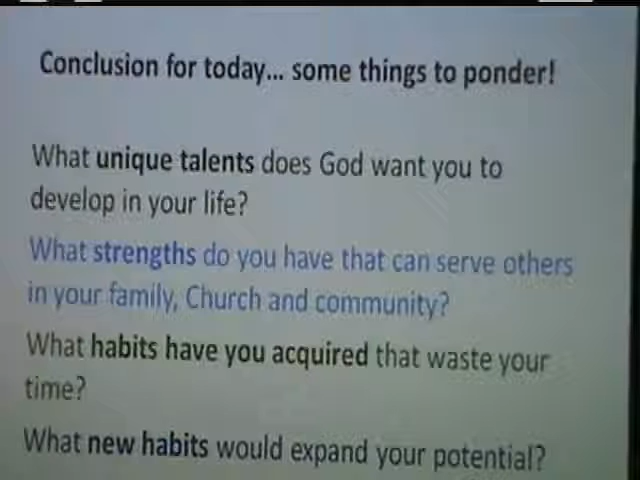 Conclusion for today... some things to ponder!
What unique talents does God want you to
develop in your life?
What strengths do you have that can serve others
in your family, Church and community?
What habits have you acquired that waste your
time?
What new habits would expand your potential?